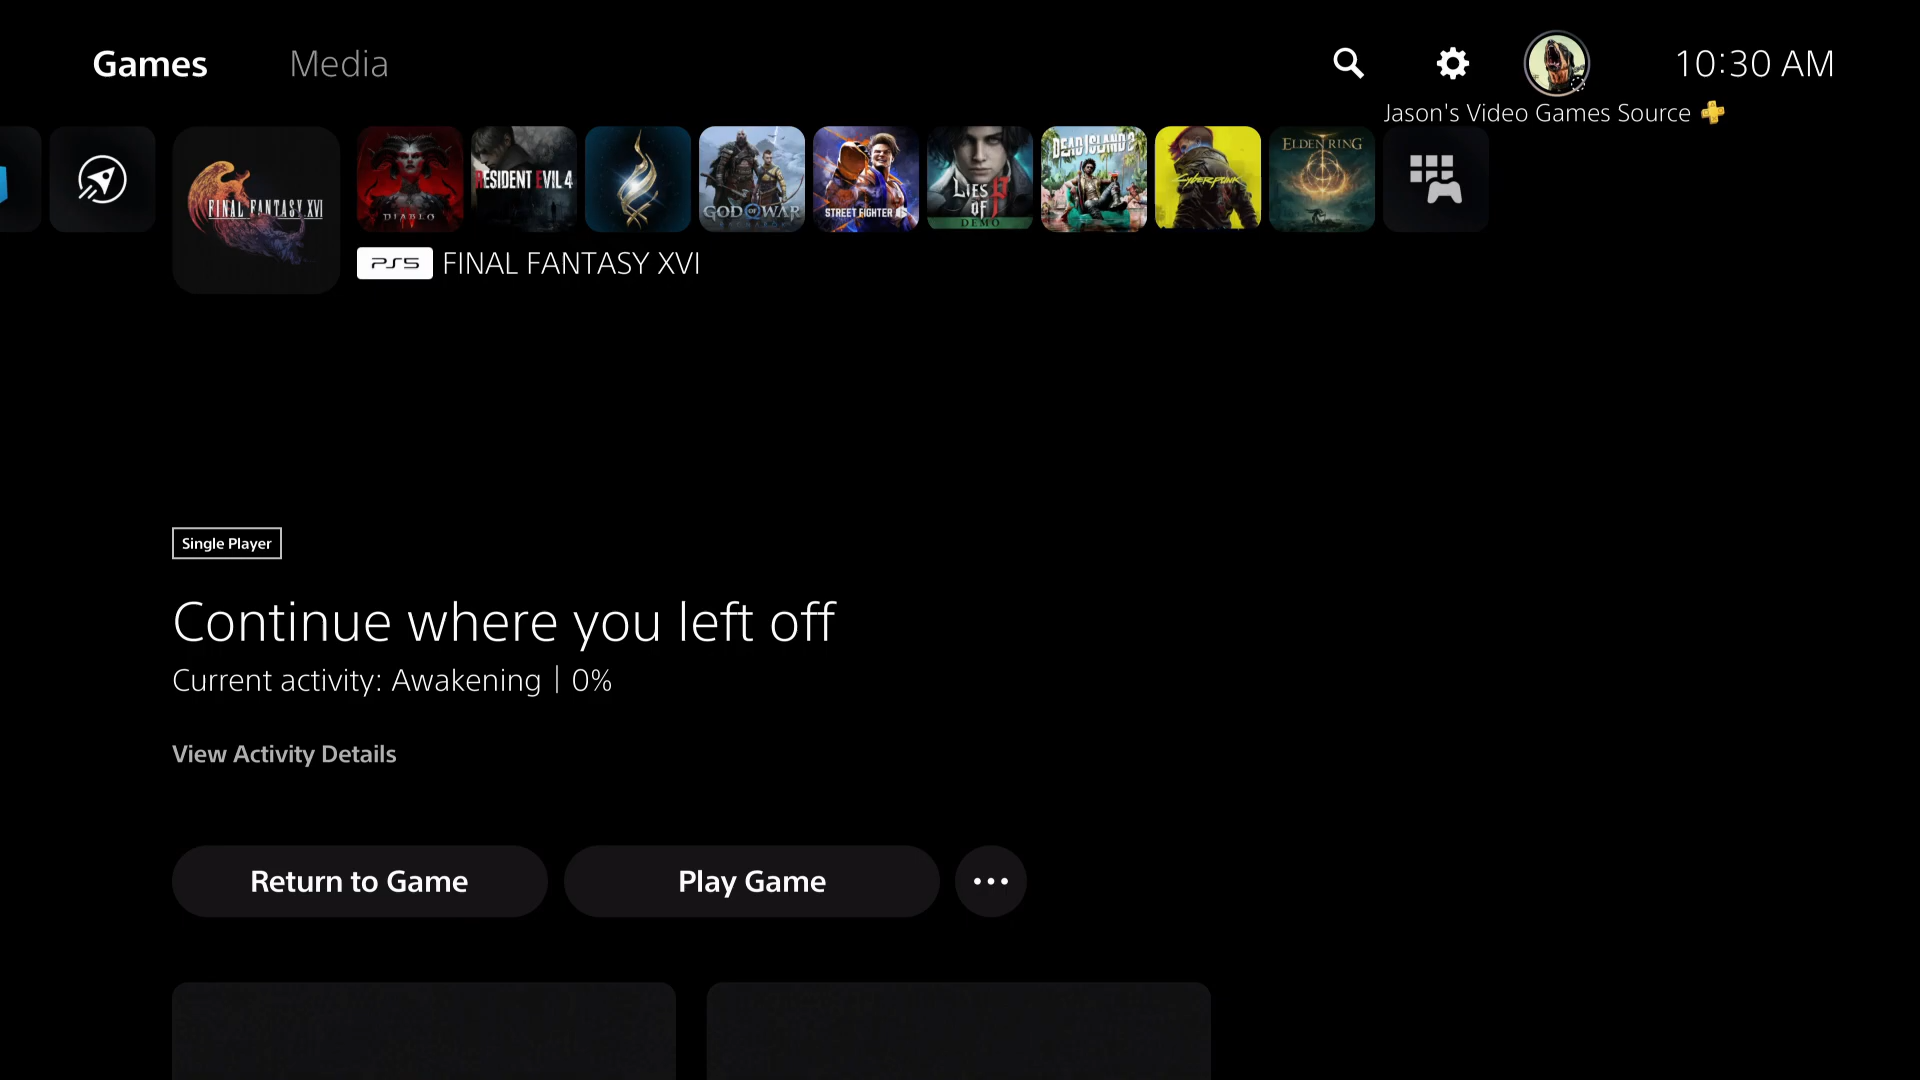 Games Media 10:30 AM
Jason's Video Games Source
FINAL FANTASY XVI
DIABLO IV
RESIDENT EVIL 4
GOD OF WAR
STREET FIGHTER 6
LIES OF P
DEMO
DEAD ISLAND 2
Cyberpunk
ELDEN RING
PS5 FINAL FANTASY XVI
Single Player
Continue where you left off
Current activity: Awakening | 0%
View Activity Details
Return to Game Play Game